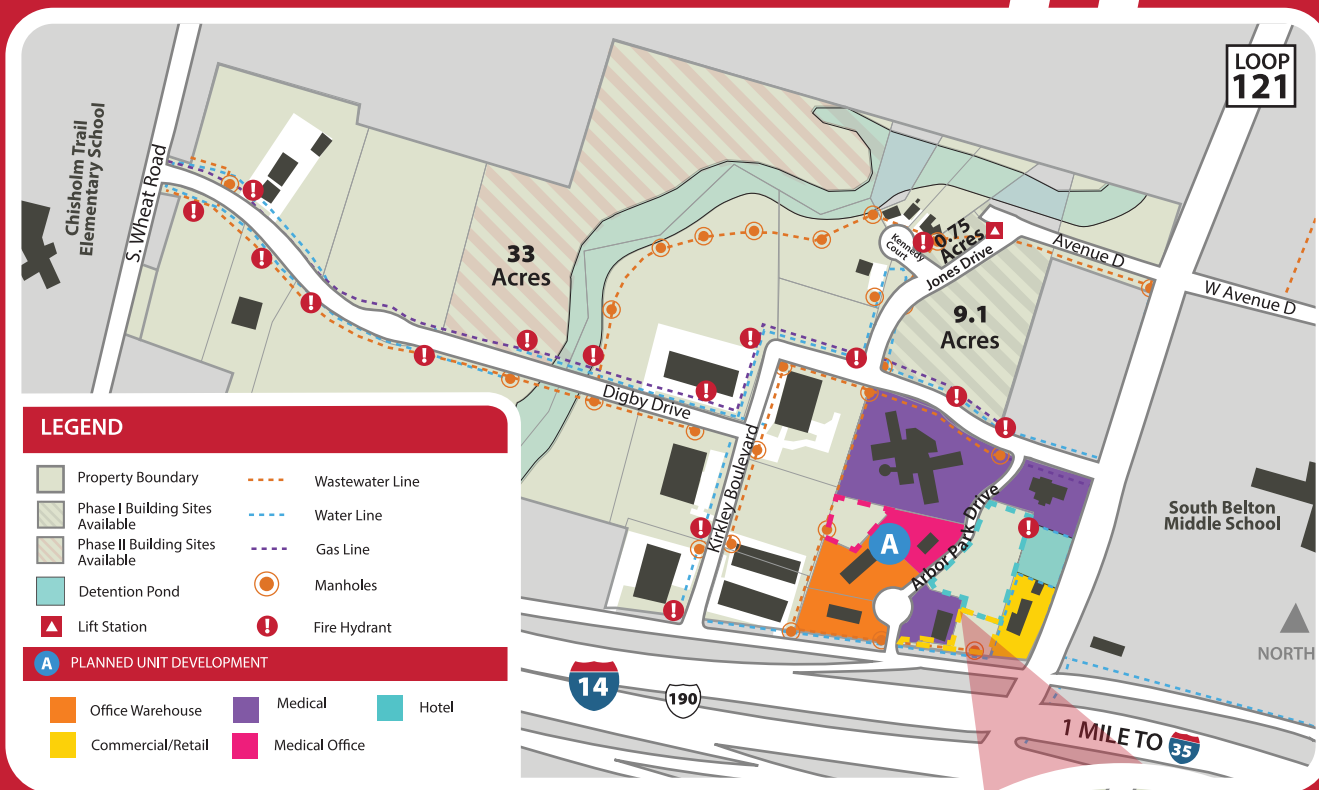 LOOP
121
Chisholm Trail
Elementary School
S. Wheat Road
33
Acres
0.75
Acres
Kennedy
Court
Jones Drive
Avenue D
W Avenue D
9.1
Acres
Digby Drive
Kirkley Boulevard
Arbor Park Drive
A
South Belton
Middle School
NORTH
14
190
1 MILE TO 35
LEGEND
Property Boundary
Phase I Building Sites
Available
Phase II Building Sites
Available
Detention Pond
Lift Station
Wastewater Line
Water Line
Gas Line
Manholes
! Fire Hydrant
A PLANNED UNIT DEVELOPMENT
Office Warehouse
Medical
Hotel
Commercial/Retail
Medical Office